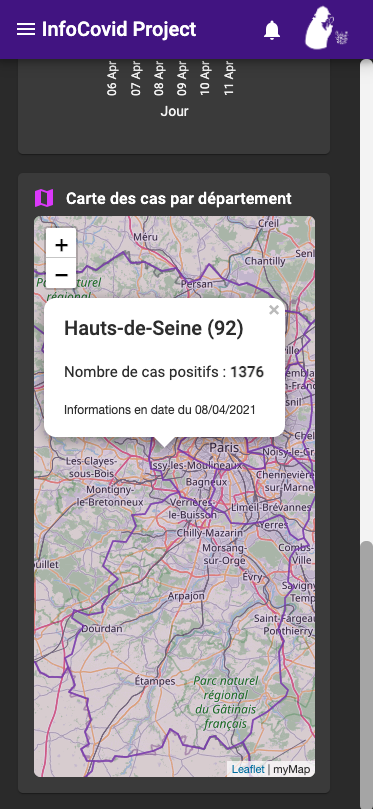 InfoCovid Project
06 Apr
07 Apr
08 Apr
09 Apr
10 Apr
11 Apr
Jour
Carte des cas par département
+
−
Creil
Méru
Chantilly
Senl
Persan
Parc naturel
régional
×
Hauts-de-Seine (92)
Nombre de cas positifs : 1376
Informations en date du 08/04/2021
Paris
Les Clayes-
sous-Bois
Issy-les-Moulineaux
Noisy-le-Gr
Bagneux
Chennevière
sur-Marne
Montigny-
le-Bretonneux
Verrières-
le-Buisson
Limeil-Brévannes
Yerres
Chilly-Mazarin
Morsang-
sur-Orge
Combs-
Ville
Évry
Savigny
Temp
Arpajon
Saint-Fargeau
Ponthierry
Dourdan
Étampes
Parc naturel
régional
du Gâtinais
français
Leaflet | myMap